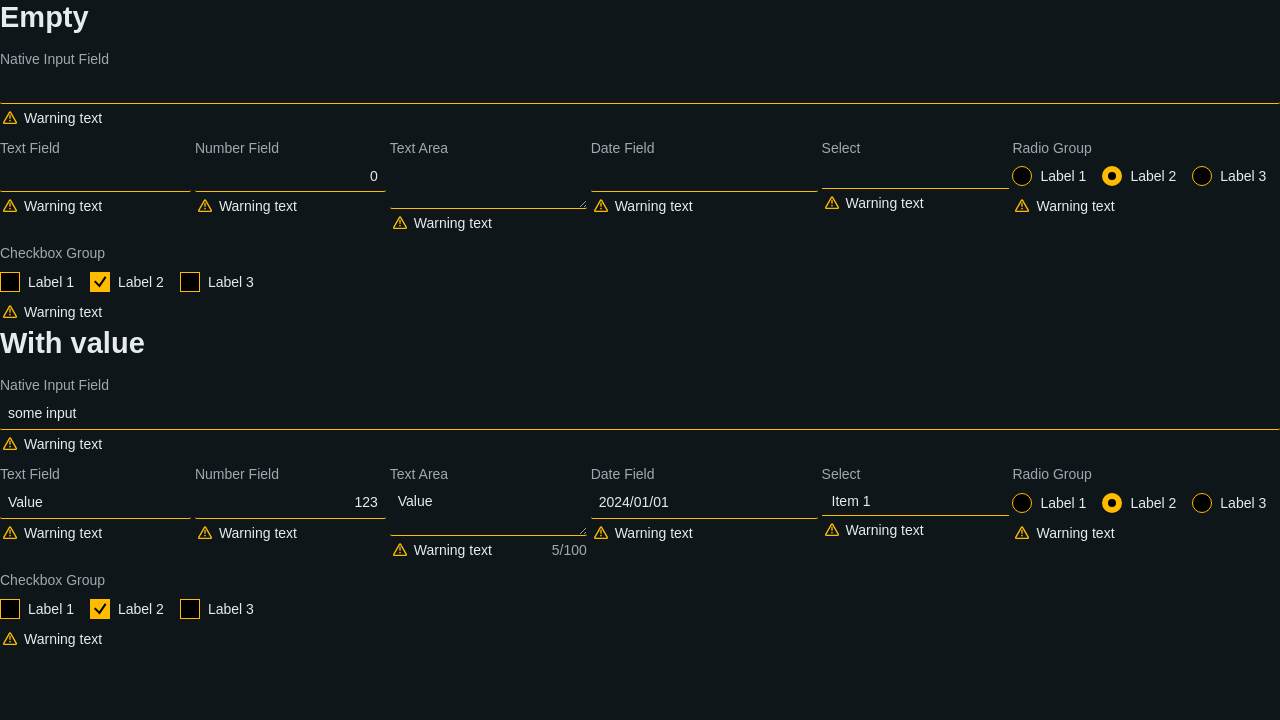 Empty
Native Input Field
Warning text
Text Field Number Field Text Area Date Field Select Radio Group
0 Label 1 Label 2 Label 3
Warning text Warning text Warning text Warning text Warning text
Warning text
Checkbox Group
Label 1 Label 2 Label 3
Warning text
With value
Native Input Field
some input
Warning text
Text Field Number Field Text Area Date Field Select Radio Group
Value 123 Value 2024/01/01 Item 1 Label 1 Label 2 Label 3
Warning text Warning text Warning text Warning text Warning text
Warning text 5/100
Checkbox Group
Label 1 Label 2 Label 3
Warning text